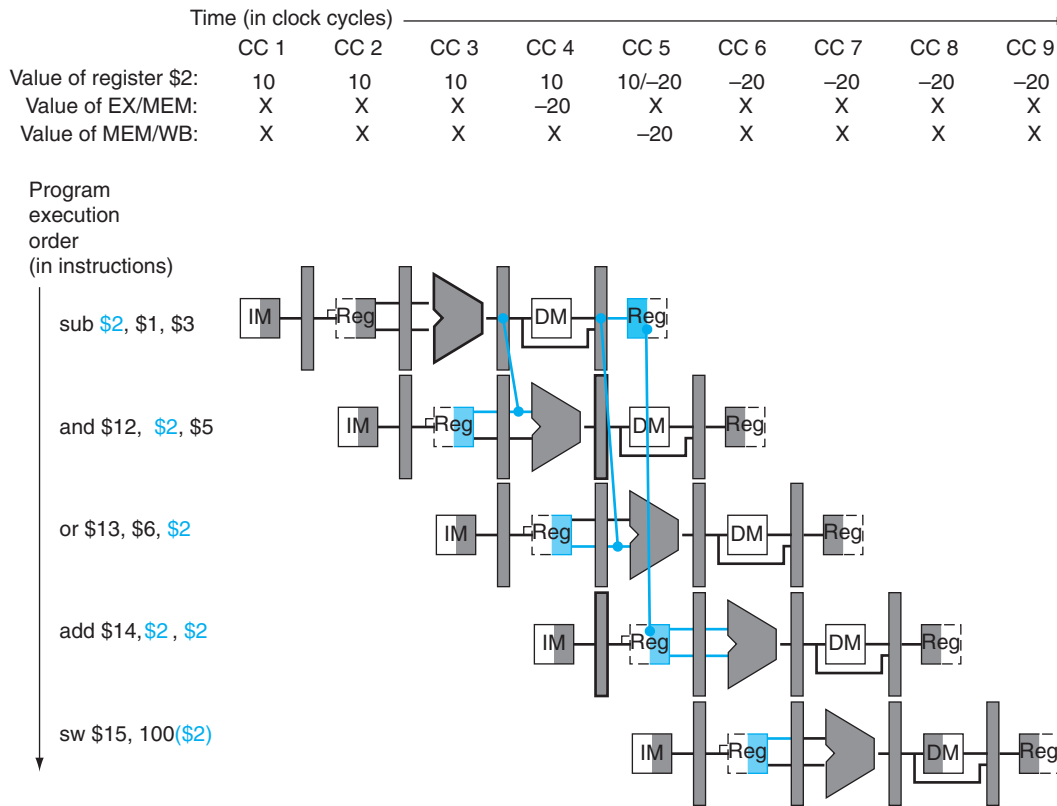 Time (in clock cycles)
CC 1 CC 2 CC 3 CC 4 CC 5 CC 6 CC 7 CC 8 CC 9
Value of register $2: 10 10 10 10 10/–20 –20 –20 –20 –20
Value of EX/MEM: X X X –20 X X X X X
Value of MEM/WB: X X X X –20 X X X X
Program
execution
order
(in instructions)
sub $2, $1, $3 IM Reg DM Reg
and $12, $2, $5 IM Reg DM Reg
or $13, $6, $2 IM Reg DM Reg
add $14,$2 , $2 IM Reg DM Reg
sw $15, 100($2) IM Reg DM Reg